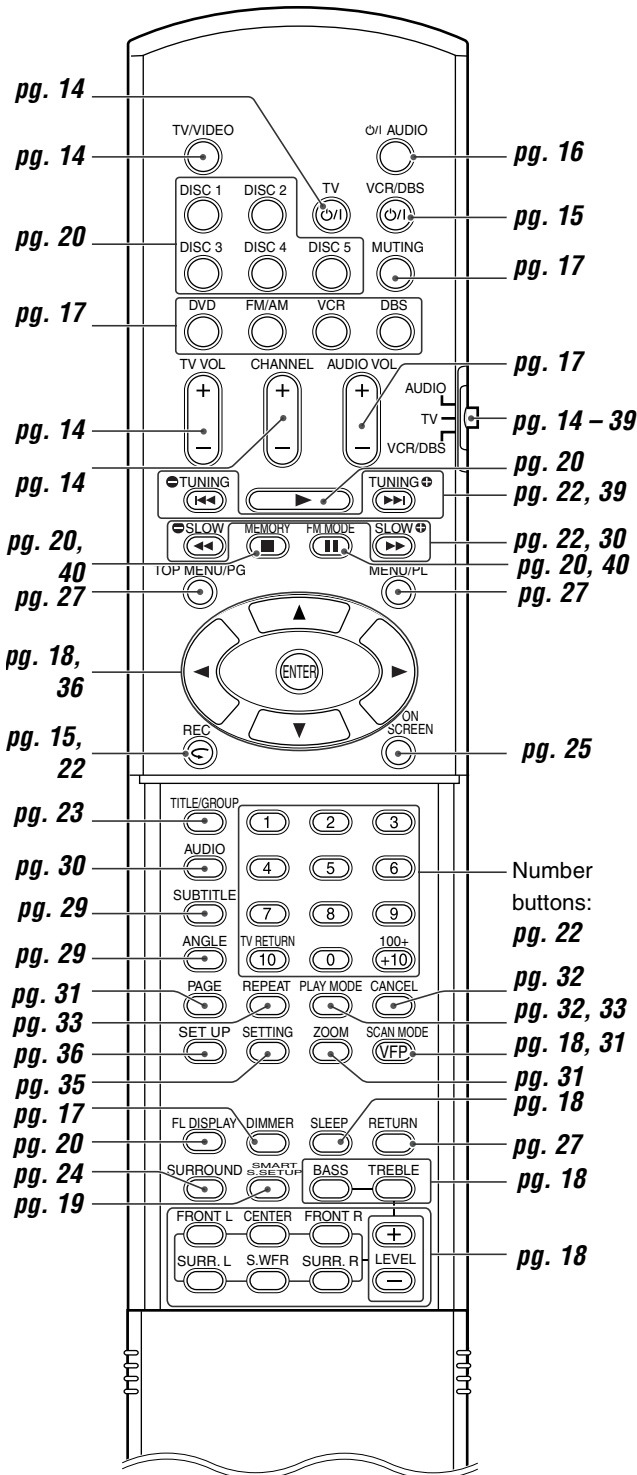 pg. 14
TV/VIDEO
⏻/I AUDIO
pg. 14
pg. 16
DISC 1 DISC 2 TV VCR/DBS
⏻/I ⏻/I
pg. 15
pg. 20
DISC 3 DISC 4 DISC 5 MUTING
pg. 17
pg. 17
DVD FM/AM VCR DBS
TV VOL CHANNEL AUDIO VOL
pg. 17
+ + +
AUDIO
TV
VCR/DBS
pg. 14 – 39
pg. 14
– – –
pg. 14
pg. 20
TUNING TUNING
pg. 22, 39
SLOW MEMORY FM MODE SLOW
pg. 20,
40
pg. 22, 30
pg. 20, 40
TOP MENU/PG MENU/PL
pg. 27
pg. 27
pg. 18,
36
ENTER
REC
ON
SCREEN
pg. 15,
22
pg. 25
TITLE/GROUP
pg. 23
1 2 3
AUDIO
pg. 30
4 5 6
Number
buttons:
pg. 22
SUBTITLE
pg. 29
7 8 9
ANGLE TV RETURN 100+
pg. 29
10 0 +10
PAGE REPEAT PLAY MODE CANCEL
pg. 31
pg. 32
pg. 33
pg. 32, 33
SET UP SETTING ZOOM SCAN MODE
VFP
pg. 36
pg. 18, 31
pg. 35
pg. 31
pg. 17
pg. 18
FL DISPLAY DIMMER SLEEP RETURN
pg. 20
pg. 27
SURROUND SMART
S.SETUP
BASS TREBLE
pg. 24
pg. 18
pg. 19
FRONT L CENTER FRONT R
+
SURR. L S.WFR SURR. R LEVEL
–
pg. 18